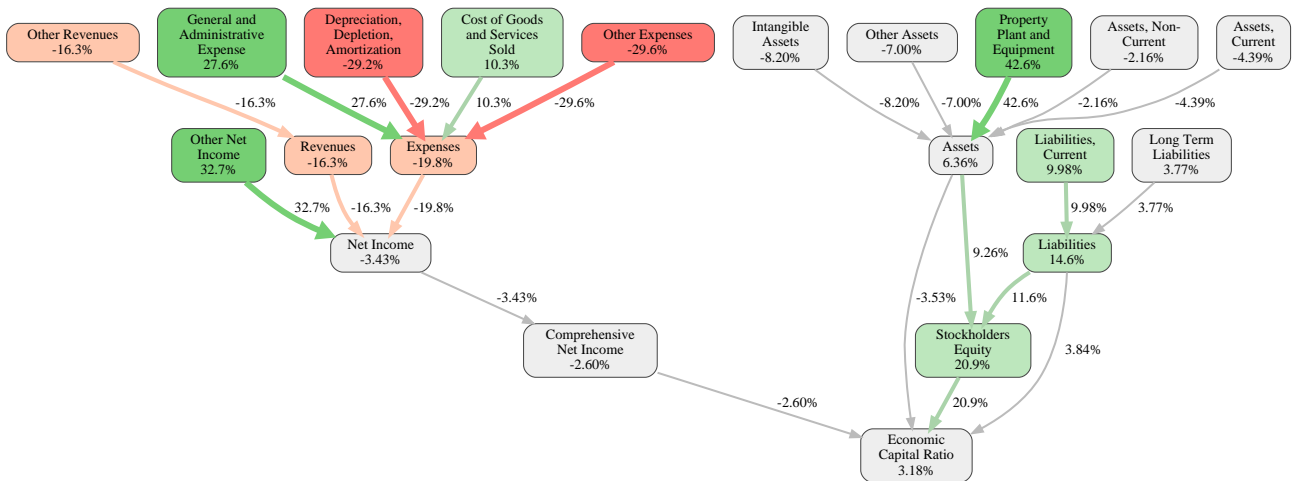 Other Revenues
-16.3%
General and
Administrative
Expense
27.6%
Depreciation,
Depletion,
Amortization
-29.2%
Cost of Goods
and Services
Sold
10.3%
Other Expenses
-29.6%
Intangible
Assets
-8.20%
Other Assets
-7.00%
Property
Plant and
Equipment
42.6%
Assets, Non-
Current
-2.16%
Assets,
Current
-4.39%
-16.3%
27.6%
-29.2%
10.3%
-29.6%
-8.20%
-7.00%
42.6%
-2.16%
-4.39%
Other Net
Income
32.7%
Revenues
-16.3%
Expenses
-19.8%
Assets
6.36%
Liabilities,
Current
9.98%
Long Term
Liabilities
3.77%
32.7%
-16.3%
-19.8%
9.98%
3.77%
Net Income
-3.43%
9.26%
Liabilities
14.6%
-3.43%
-3.53%
11.6%
Comprehensive
Net Income
-2.60%
Stockholders
Equity
20.9%
3.84%
-2.60%
20.9%
Economic
Capital Ratio
3.18%